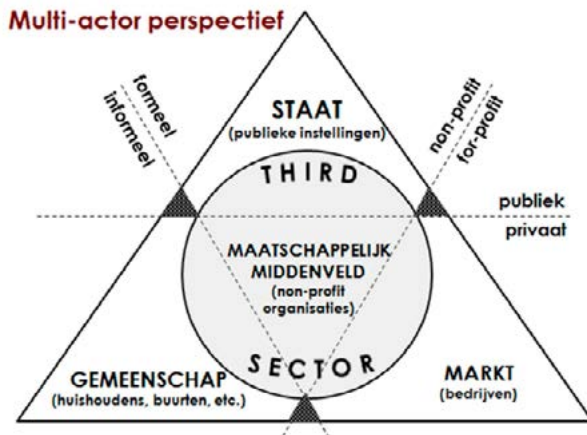 Multi-actor perspectief
formeel
informeel
non-profit
for-profit
STAAT
(publieke instellingen)
THIRD
publiek
privaat
MAATSCHAPPELIJK
MIDDENVELD
(non-profit
organisaties)
SECTOR
GEMEENSCHAP
(huishoudens, buurten, etc.)
MARKT
(bedrijven)